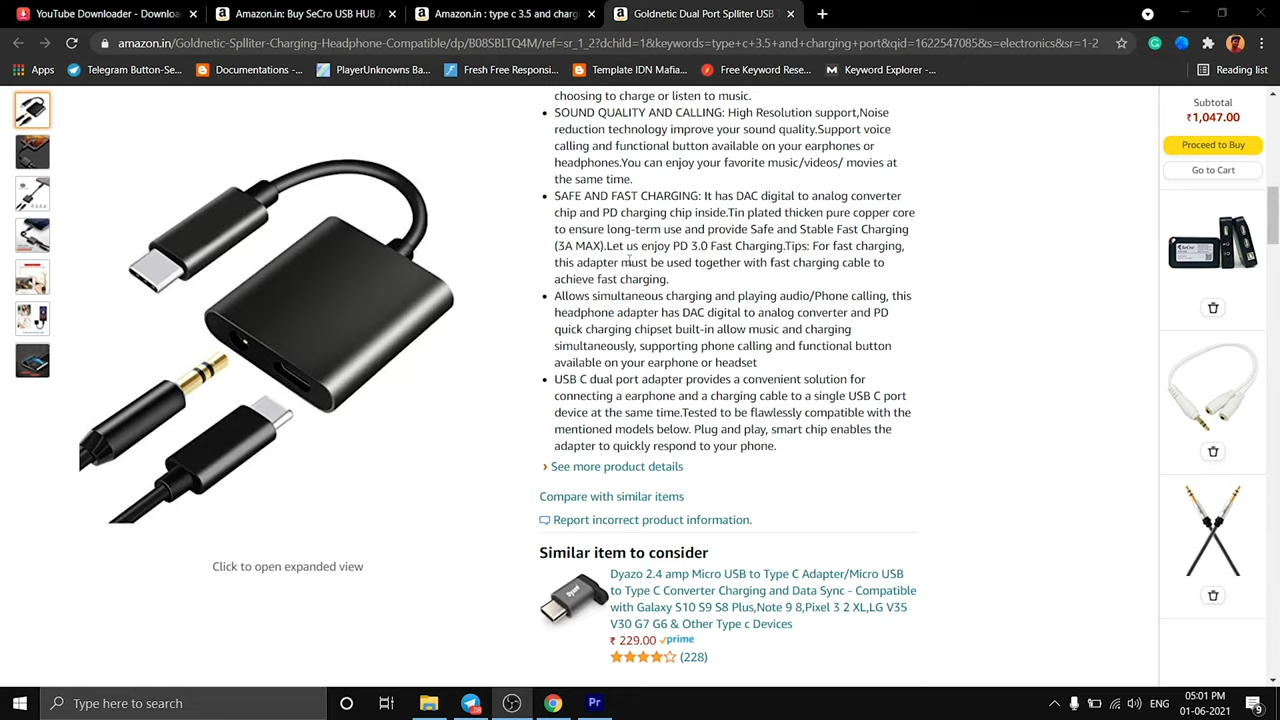 YouTube Downloader - Download
Amazon.in: Buy SeCro USB HUB A
Amazon.in : type c 3.5 and chargi
Goldnetic Dual Port Splliter USB T
amazon.in/Goldnetic-Splliter-Charging-Headphone-Compatible/dp/B08SBLTQ4M/ref=sr_1_2?dchild=1&keywords=type+c+3.5+and+charging+port&qid=1622547085&s=electronics&sr=1-2
Apps
Telegram Button-Se...
Documentations -...
PlayerUnknowns Ba...
Fresh Free Responsi...
Template IDN Mafia...
Free Keyword Rese...
Keyword Explorer -...
Reading list
choosing to charge or listen to music.
• SOUND QUALITY AND CALLING: High Resolution support,Noise
reduction technology improve your sound quality.Support voice
calling and functional button available on your earphones or
headphones.You can enjoy your favorite music/videos/ movies at
the same time.
• SAFE AND FAST CHARGING: It has DAC digital to analog converter
chip and PD charging chip inside.Tin plated thicken pure copper core
to ensure long-term use and provide Safe and Stable Fast Charging
(3A MAX).Let us enjoy PD 3.0 Fast Charging.Tips: For fast charging,
this adapter must be used together with fast charging cable to
achieve fast charging.
• Allows simultaneous charging and playing audio/Phone calling, this
headphone adapter has DAC digital to analog converter and PD
quick charging chipset built-in allow music and charging
simultaneously, supporting phone calling and functional button
available on your earphone or headset
• USB C dual port adapter provides a convenient solution for
connecting a earphone and a charging cable to a single USB C port
device at the same time.Tested to be flawlessly compatible with the
mentioned models below. Plug and play, smart chip enables the
adapter to quickly respond to your phone.
› See more product details
Compare with similar items
Report incorrect product information.
Click to open expanded view
Similar item to consider
Dyazo 2.4 amp Micro USB to Type C Adapter/Micro USB
to Type C Converter Charging and Data Sync - Compatible
with Galaxy S10 S9 S8 Plus,Note 9 8,Pixel 3 2 XL,LG V35
V30 G7 G6 & Other Type c Devices
₹ 229.00 prime
(228)
Subtotal
₹1,047.00
Proceed to Buy
Go to Cart
Type here to search
Pr
ENG
05:01 PM
01-06-2021